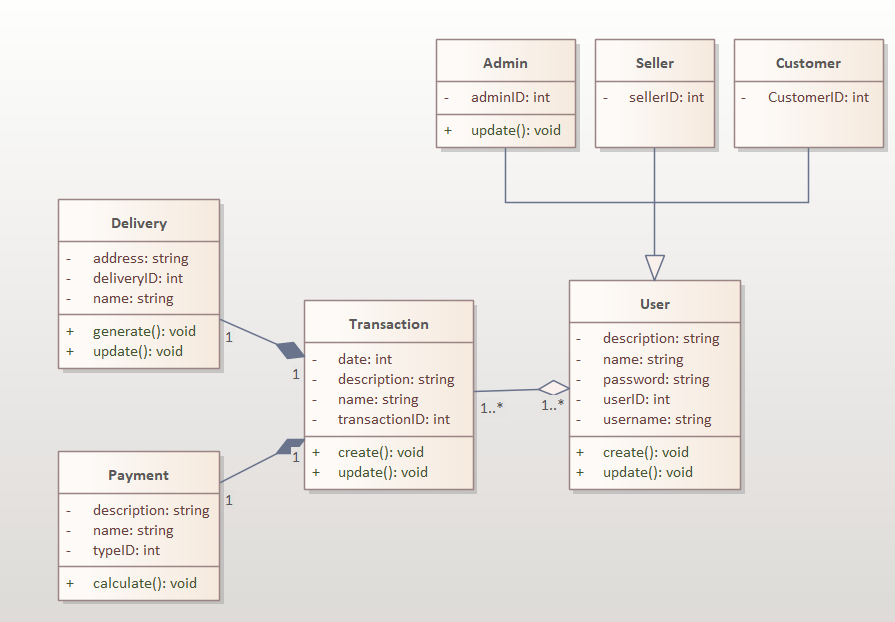 Admin
- adminID: int
+ update(): void
Seller
- sellerID: int
Customer
- CustomerID: int
Delivery
- address: string
- deliveryID: int
- name: string
+ generate(): void
+ update(): void
1
1
Transaction
- date: int
- description: string
- name: string
- transactionID: int
+ create(): void
+ update(): void
1..*
1..*
User
- description: string
- name: string
- password: string
- userID: int
- username: string
+ create(): void
+ update(): void
Payment
- description: string
- name: string
- typeID: int
+ calculate(): void
1
1